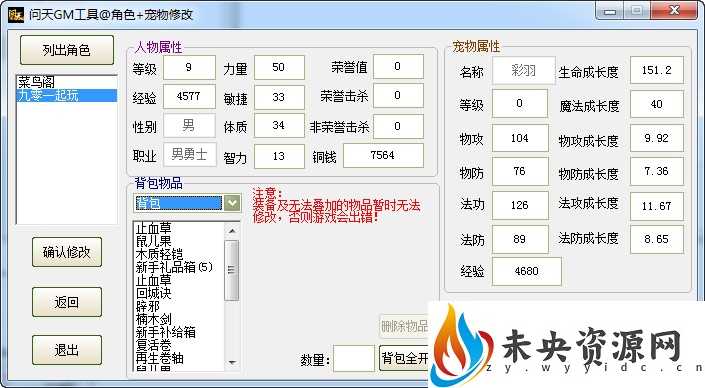 问天GM工具@角色+宠物修改
列出角色
菜鸟阁
九零一起玩
确认修改
返回
退出
人物属性
等级 9 力量 50 荣誉值 0
经验 4577 敏捷 33 荣誉击杀 0
性别 男 体质 34 非荣誉击杀 0
职业 男勇士 智力 13 铜钱 7564
背包物品
背包
注意:
装备及无法叠加的物品暂时无法
修改，否则游戏会出错!
止血草
鼠儿果
木质轻铠
新手礼品箱(5)
止血草
回城诀
辟邪
楠木剑
新手补给箱
复活卷
再生卷轴
鼠儿果
删除物品
数量:
背包全开
宠物属性
名称 彩羽 生命成长度 151.2
等级 0 魔法成长度 40
物攻 104 物攻成长度 9.92
物防 76 物防成长度 7.36
法功 126 法攻成长度 11.67
法防 89 法防成长度 8.65
经验 4680
未央资源网
zy.wyyidc.cn